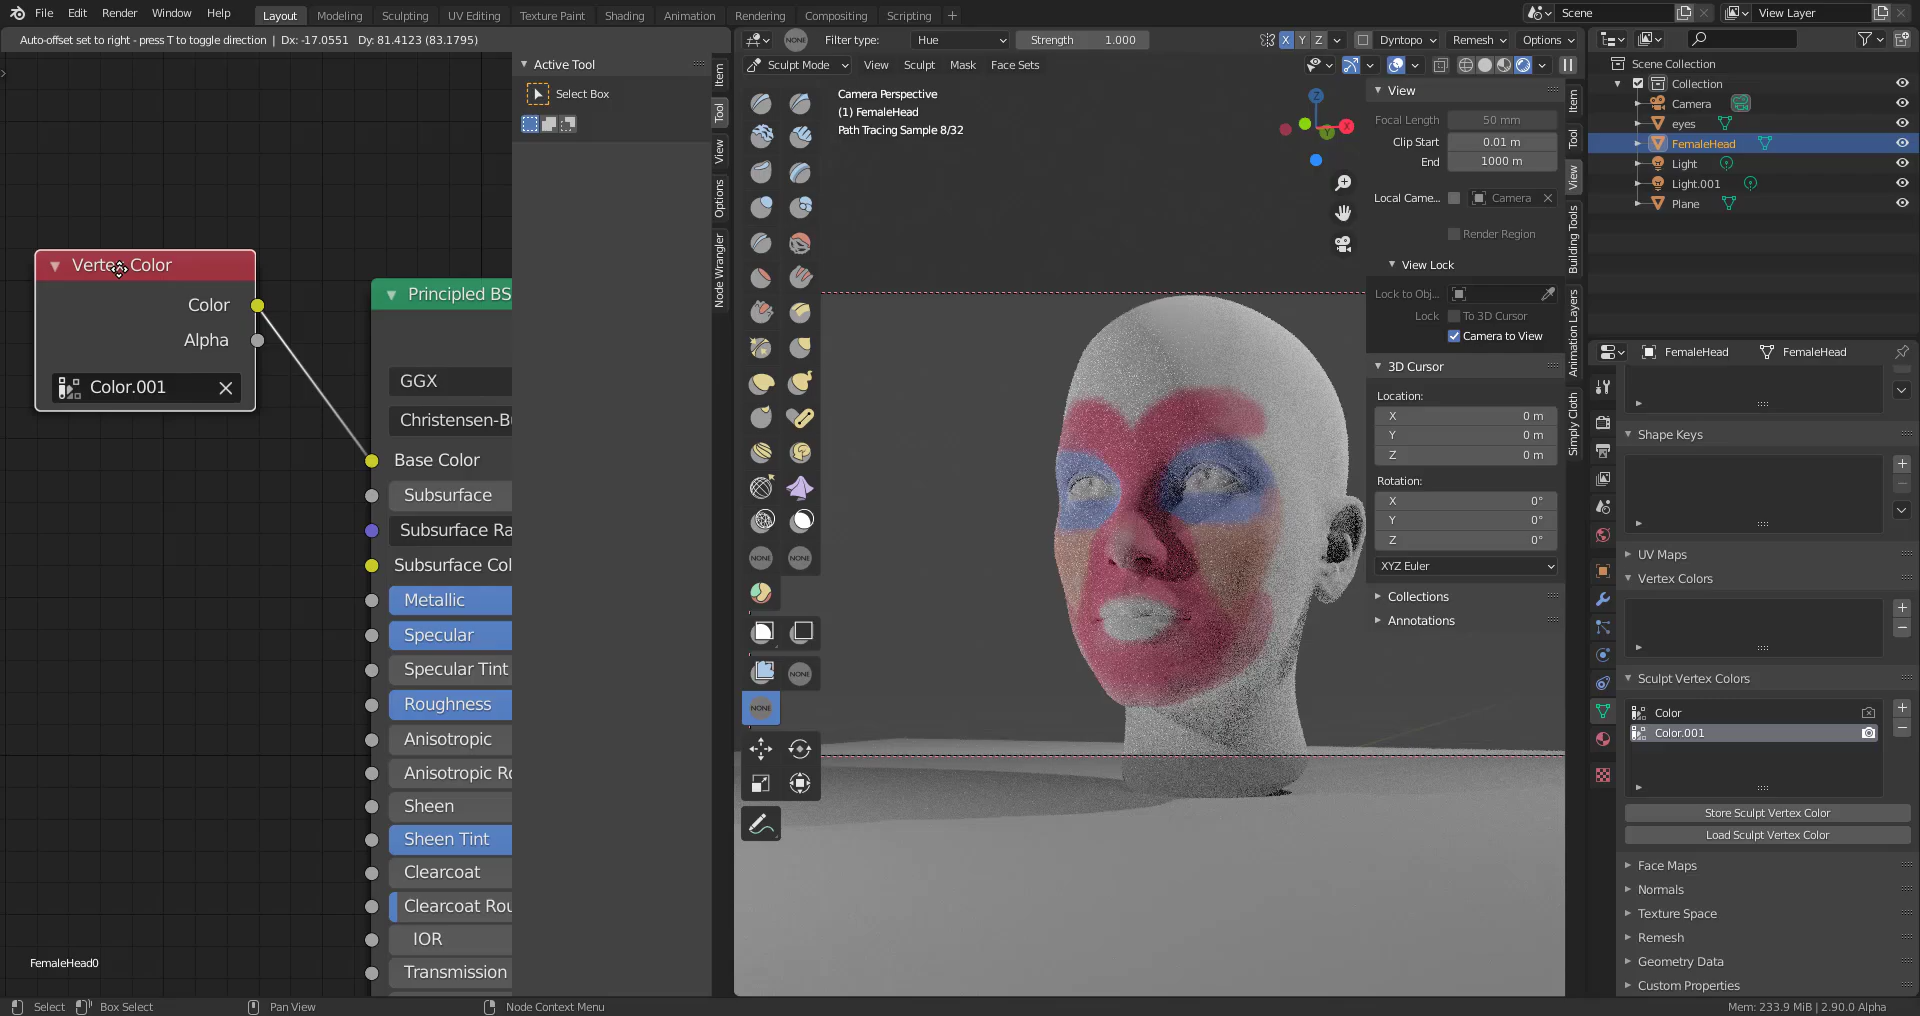 File Edit Render Window Help
Layout Modeling Sculpting UV Editing Texture Paint Shading Animation Rendering Compositing Scripting +
Scene
View Layer
Auto-offset set to right - press T to toggle direction | Dx: -17.0551 Dy: 81.4123 (83.1795)
NONE
Filter type: Hue
Strength 1.000
X Y Z
Dyntopo Remesh Options
Sculpt Mode View Sculpt Mask Face Sets
Active Tool
Select Box
Item
Tool
View
Options
Node Wrangler
Vertex Color
Color
Alpha
Color.001
Principled BS
GGX
Christensen-Bu
Base Color
Subsurface
Subsurface Ra
Subsurface Col
Metallic
Specular
Specular Tint
Roughness
Anisotropic
Anisotropic Ro
Sheen
Sheen Tint
Clearcoat
Clearcoat Rou
IOR
Transmission
FemaleHead0
Camera Perspective
(1) FemaleHead
Path Tracing Sample 8/32
NONE NONE
NONE
NONE
Z
X
Y
View
Focal Length 50 mm
Clip Start 0.01 m
End 1000 m
Local Came... Camera
Render Region
View Lock
Lock to Obj...
Lock To 3D Cursor
Camera to View
3D Cursor
Location:
X 0 m
Y 0 m
Z 0 m
Rotation:
X 0°
Y 0°
Z 0°
XYZ Euler
Collections
Annotations
Item
Tool
View
Building Tools
Animation Layers
Simply Cloth
Scene Collection
Collection
Camera
eyes
FemaleHead
Light
Light.001
Plane
FemaleHead FemaleHead
Shape Keys
UV Maps
Vertex Colors
Sculpt Vertex Colors
Color
Color.001
Store Sculpt Vertex Color
Load Sculpt Vertex Color
Face Maps
Normals
Texture Space
Remesh
Geometry Data
Custom Properties
Select Box Select Pan View Node Context Menu
Mem: 233.9 MiB | 2.90.0 Alpha